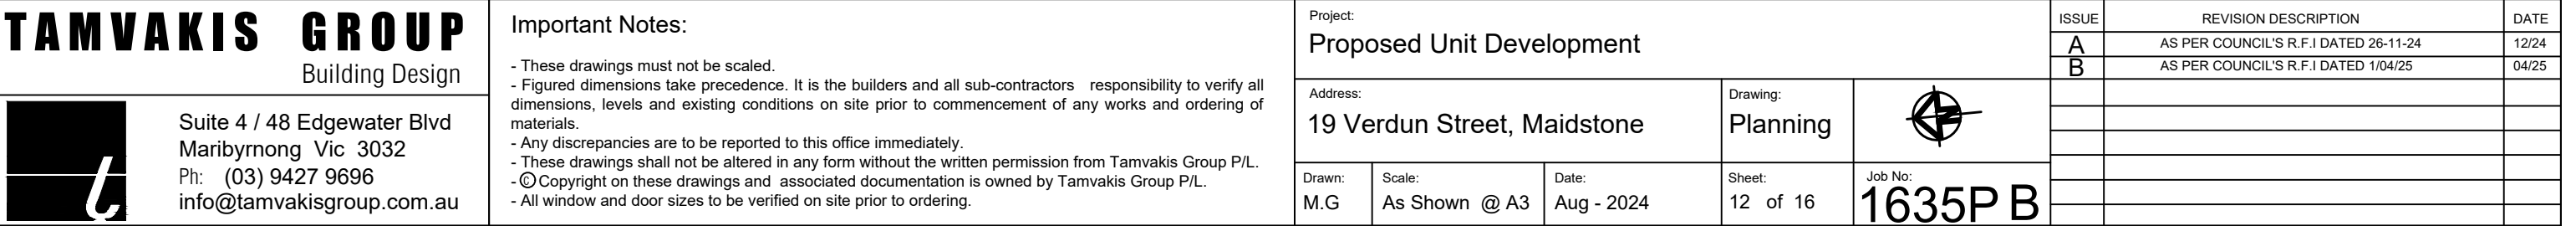 TAMVAKIS GROUP
Building Design
Suite 4 / 48 Edgewater Blvd
Maribyrnong Vic 3032
Ph: (03) 9427 9696
info@tamvakisgroup.com.au
t
Important Notes:
- These drawings must not be scaled.
- Figured dimensions take precedence. It is the builders and all sub-contractors responsibility to verify all
dimensions, levels and existing conditions on site prior to commencement of any works and ordering of
materials.
- Any discrepancies are to be reported to this office immediately.
- These drawings shall not be altered in any form without the written permission from Tamvakis Group P/L.
- © Copyright on these drawings and associated documentation is owned by Tamvakis Group P/L.
- All window and door sizes to be verified on site prior to ordering.
Project:
Proposed Unit Development
Address:
19 Verdun Street, Maidstone
Drawing:
Planning
N
Drawn:
M.G
Scale:
As Shown @ A3
Date:
Aug - 2024
Sheet:
12 of 16
Job No:
1635P B
ISSUE REVISION DESCRIPTION DATE
A AS PER COUNCIL'S R.F.I DATED 26-11-24 12/24
B AS PER COUNCIL'S R.F.I DATED 1/04/25 04/25